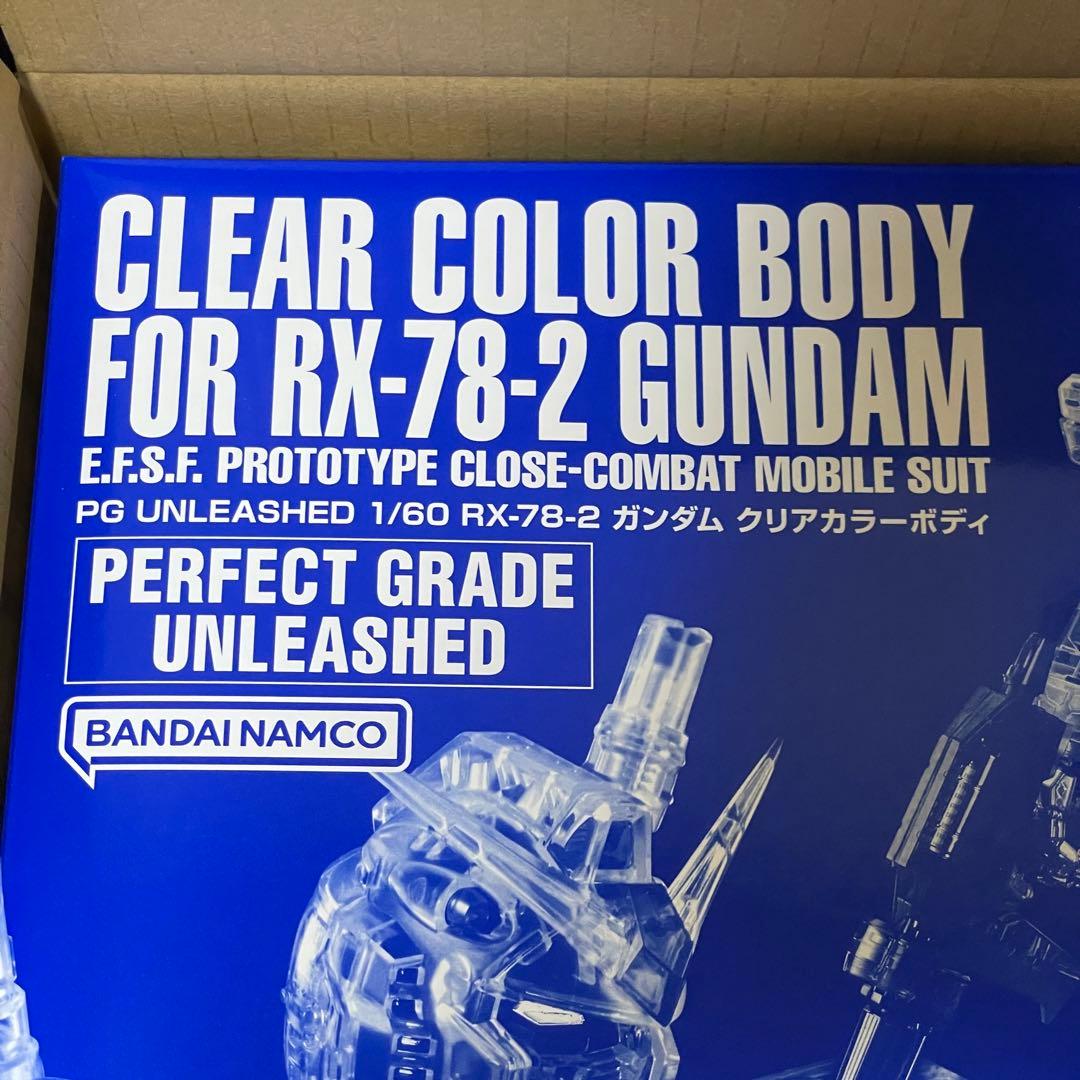 CLEAR COLOR BODY
FOR RX-78-2 GUNDAM
E.F.S.F. PROTOTYPE CLOSE-COMBAT MOBILE SUIT
PG UNLEASHED 1/60 RX-78-2 ガンダム クリアカラーボディ
PERFECT GRADE
UNLEASHED
BANDAI NAMCO